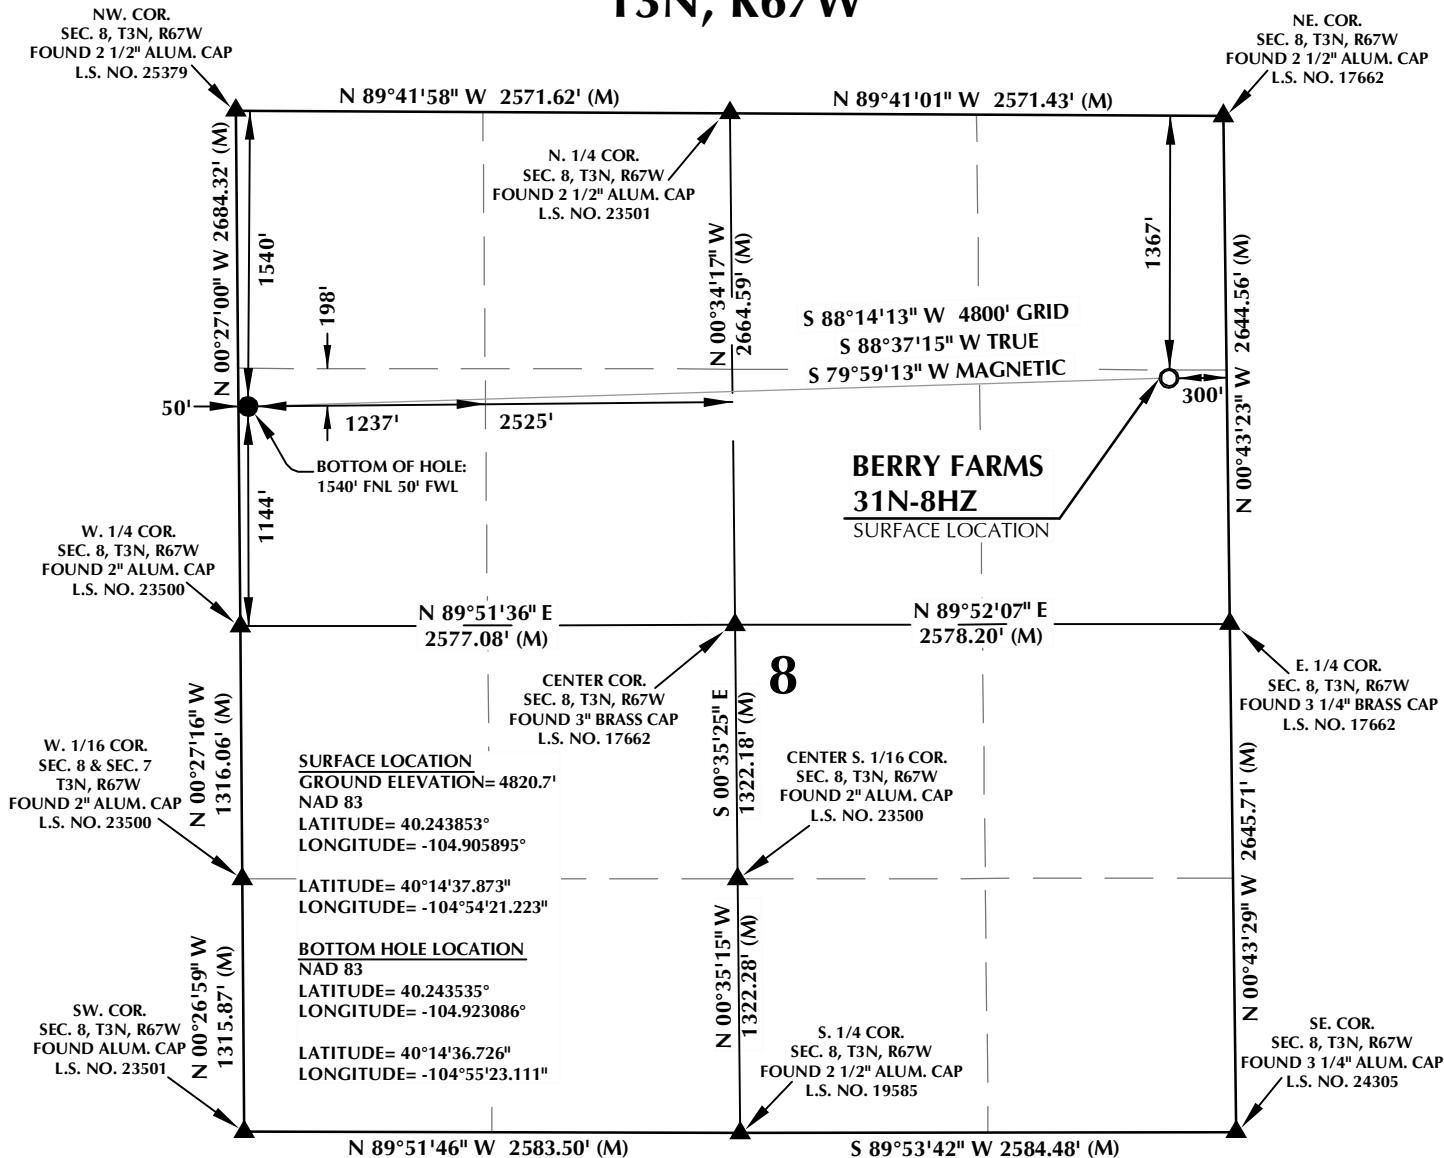 T3N, R67W
NW. COR.
SEC. 8, T3N, R67W
FOUND 2 1/2" ALUM. CAP
L.S. NO. 25379
NE. COR.
SEC. 8, T3N, R67W
FOUND 2 1/2" ALUM. CAP
L.S. NO. 17662
N 89°41'58" W 2571.62' (M)
N 89°41'01" W 2571.43' (M)
N. 1/4 COR.
SEC. 8, T3N, R67W
FOUND 2 1/2" ALUM. CAP
L.S. NO. 23501
N 00°27'00" W 2684.32' (M)
1540'
198'
N 00°34'17" W
2664.59' (M)
1367'
N 00°43'23" W 2644.56' (M)
S 88°14'13" W 4800' GRID
S 88°37'15" W TRUE
S 79°59'13" W MAGNETIC
300'
50'
1237'
2525'
BOTTOM OF HOLE:
1540' FNL 50' FWL
BERRY FARMS
31N-8HZ
SURFACE LOCATION
1144'
W. 1/4 COR.
SEC. 8, T3N, R67W
FOUND 2" ALUM. CAP
L.S. NO. 23500
N 89°51'36" E
2577.08' (M)
N 89°52'07" E
2578.20' (M)
8
CENTER COR.
SEC. 8, T3N, R67W
FOUND 3" BRASS CAP
L.S. NO. 17662
E. 1/4 COR.
SEC. 8, T3N, R67W
FOUND 3 1/4" BRASS CAP
L.S. NO. 17662
N 00°27'16" W
1316.06' (M)
S 00°35'25" E
1322.18' (M)
W. 1/16 COR.
SEC. 8 & SEC. 7
T3N, R67W
FOUND 2" ALUM. CAP
L.S. NO. 23500
CENTER S. 1/16 COR.
SEC. 8, T3N, R67W
FOUND 2" ALUM. CAP
L.S. NO. 23500
SURFACE LOCATION
GROUND ELEVATION= 4820.7'
NAD 83
LATITUDE= 40.243853°
LONGITUDE= -104.905895°
LATITUDE= 40°14'37.873"
LONGITUDE= -104°54'21.223"
BOTTOM HOLE LOCATION
NAD 83
LATITUDE= 40.243535°
LONGITUDE= -104.923086°
LATITUDE= 40°14'36.726"
LONGITUDE= -104°55'23.111"
N 00°43'29" W 2645.71' (M)
N 00°26'59" W
1315.87' (M)
N 00°35'15" W
1322.28' (M)
SW. COR.
SEC. 8, T3N, R67W
FOUND ALUM. CAP
L.S. NO. 23501
S. 1/4 COR.
SEC. 8, T3N, R67W
FOUND 2 1/2" ALUM. CAP
L.S. NO. 19585
SE. COR.
SEC. 8, T3N, R67W
FOUND 3 1/4" ALUM. CAP
L.S. NO. 24305
N 89°51'46" W 2583.50' (M)
S 89°53'42" W 2584.48' (M)